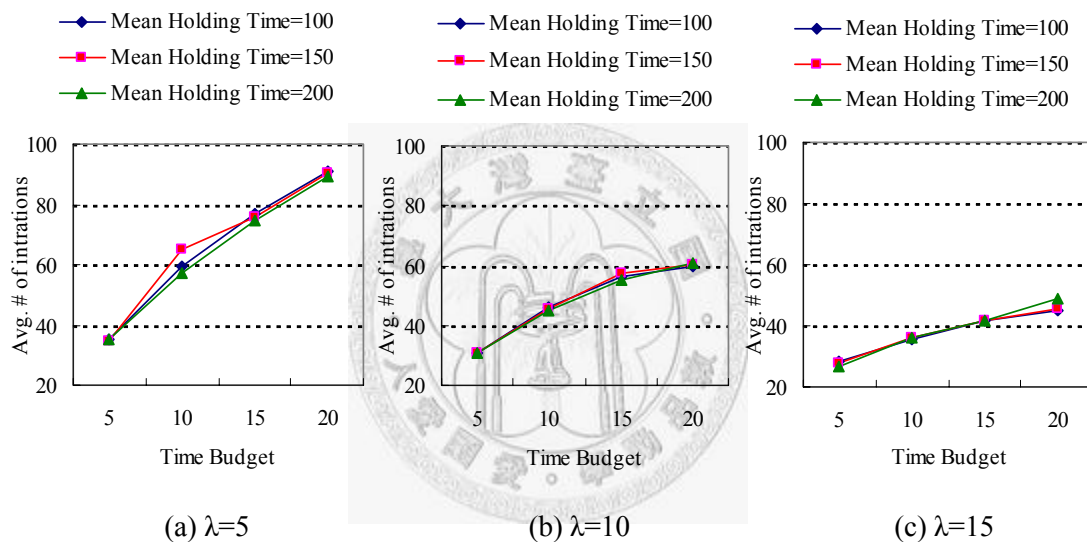 Mean Holding Time=100
Mean Holding Time=150
Mean Holding Time=200
Mean Holding Time=100
Mean Holding Time=150
Mean Holding Time=200
Mean Holding Time=100
Mean Holding Time=150
Mean Holding Time=200
Avg. # of intrations
100
80
60
40
20
5 10 15 20
Time Budget
(a) λ=5
Avg. # of intrations
100
80
60
40
20
5 10 15 20
Time Budget
(b) λ=10
Avg. # of intrations
100
80
60
40
20
5 10 15 20
Time Budget
(c) λ=15